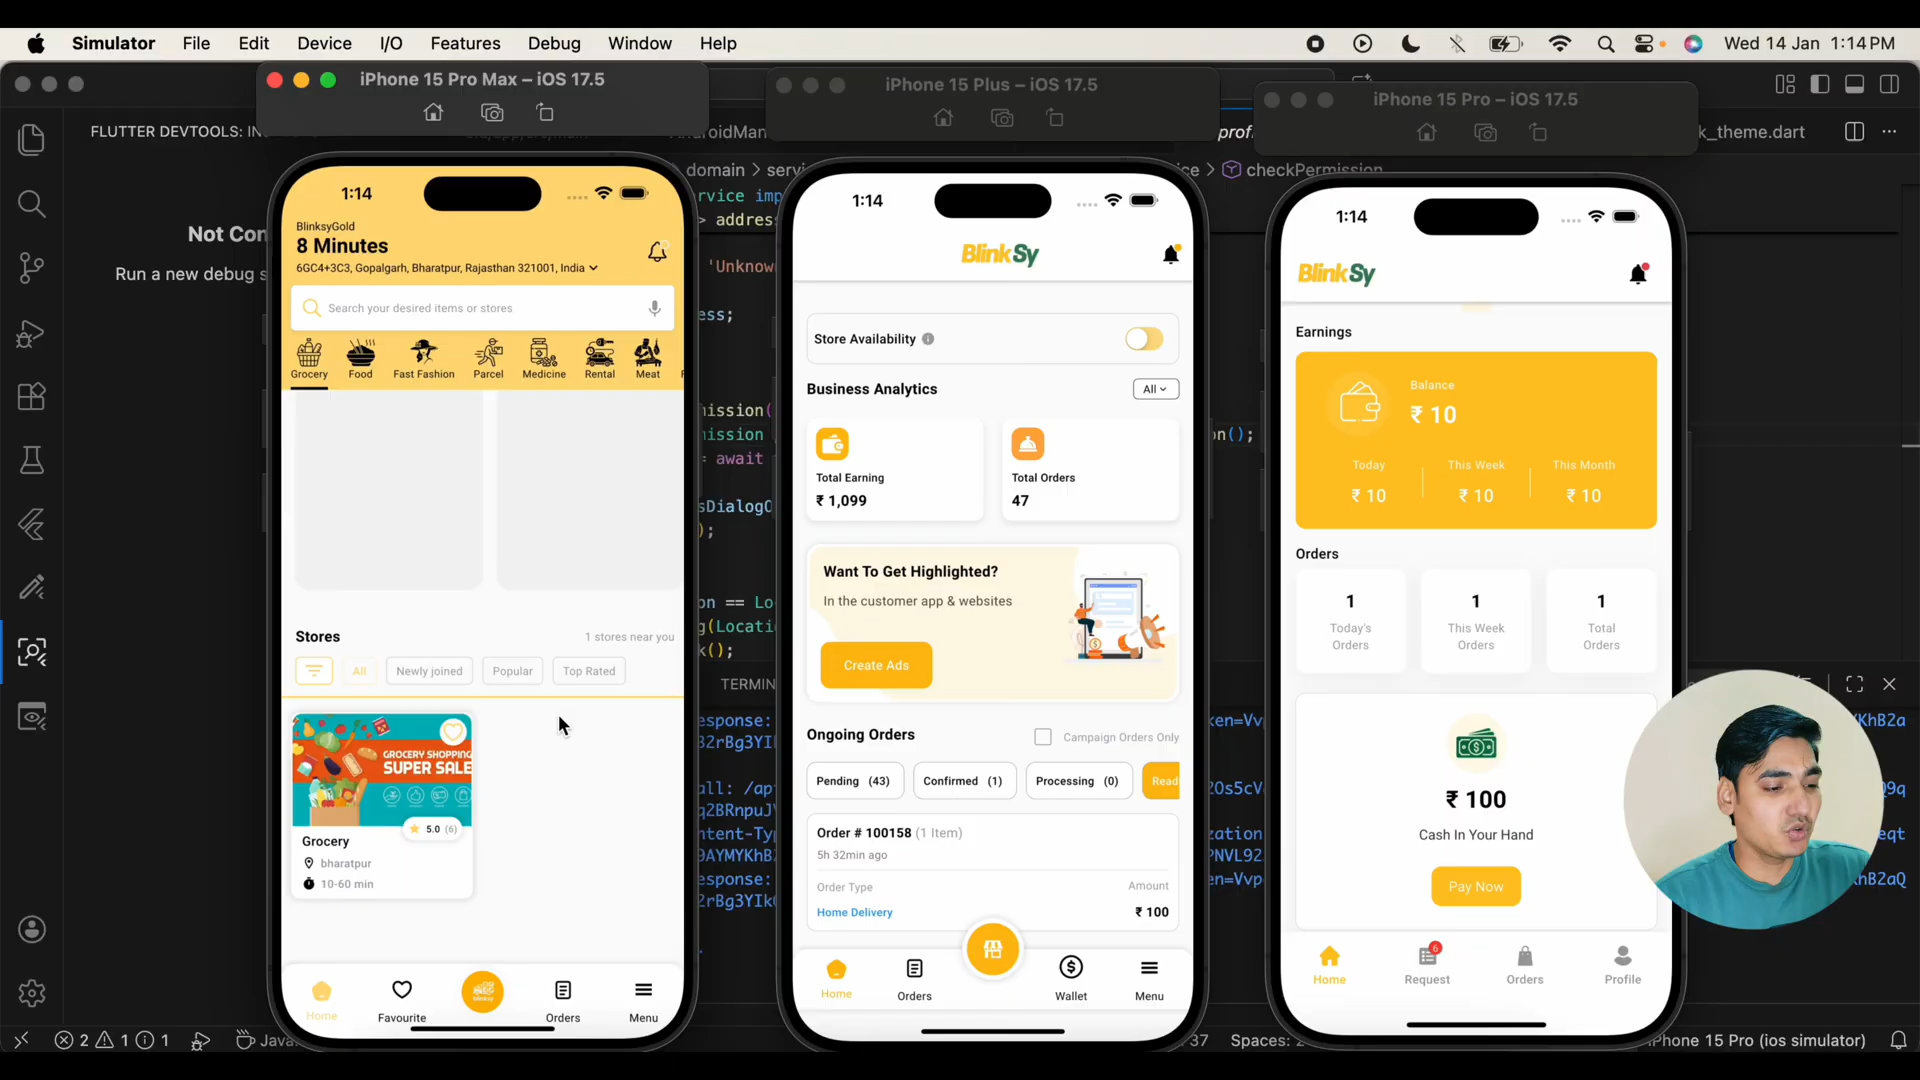 Simulator File Edit Device I/O Features Debug Window Help Wed 14 Jan 1:14 PM
iPhone 15 Pro Max – iOS 17.5
iPhone 15 Plus – iOS 17.5
iPhone 15 Pro – iOS 17.5
FLUTTER DEVTOOLS:
k_theme.dart
domain
checkPermission
Run a new debug s
1:14
BlinksyGold
8 Minutes
6GC4+3C3, Gopalgarh, Bharatpur, Rajasthan 321001, India
Search your desired items or stores
Grocery Food Fast Fashion Parcel Medicine Rental Meat
Stores
1 stores near you
All Newly joined Popular Top Rated
GROCERY SHOPPING
SUPER SALE
5.0 (6)
Grocery
bharatpur
10-60 min
Home Favourite blinksy Orders Menu
1:14
BlinkSy
Store Availability
Business Analytics
All
Total Earning
₹ 1,099
Total Orders
47
Want To Get Highlighted?
In the customer app & websites
Create Ads
Ongoing Orders
Campaign Orders Only
Pending (43) Confirmed (1) Processing (0) Read
Order # 100158 (1 Item)
5h 32min ago
Order Type
Amount
Home Delivery
₹ 100
Home Orders Wallet Menu
1:14
BlinkSy
Earnings
Balance
₹ 10
Today This Week This Month
₹ 10 ₹ 10 ₹ 10
Orders
1 1 1
Today's Orders
This Week Orders
Total Orders
₹ 100
Cash In Your Hand
Pay Now
6
Home Request Orders Profile
2 1 1
Java
37
Spaces:
iPhone 15 Pro (ios simulator)